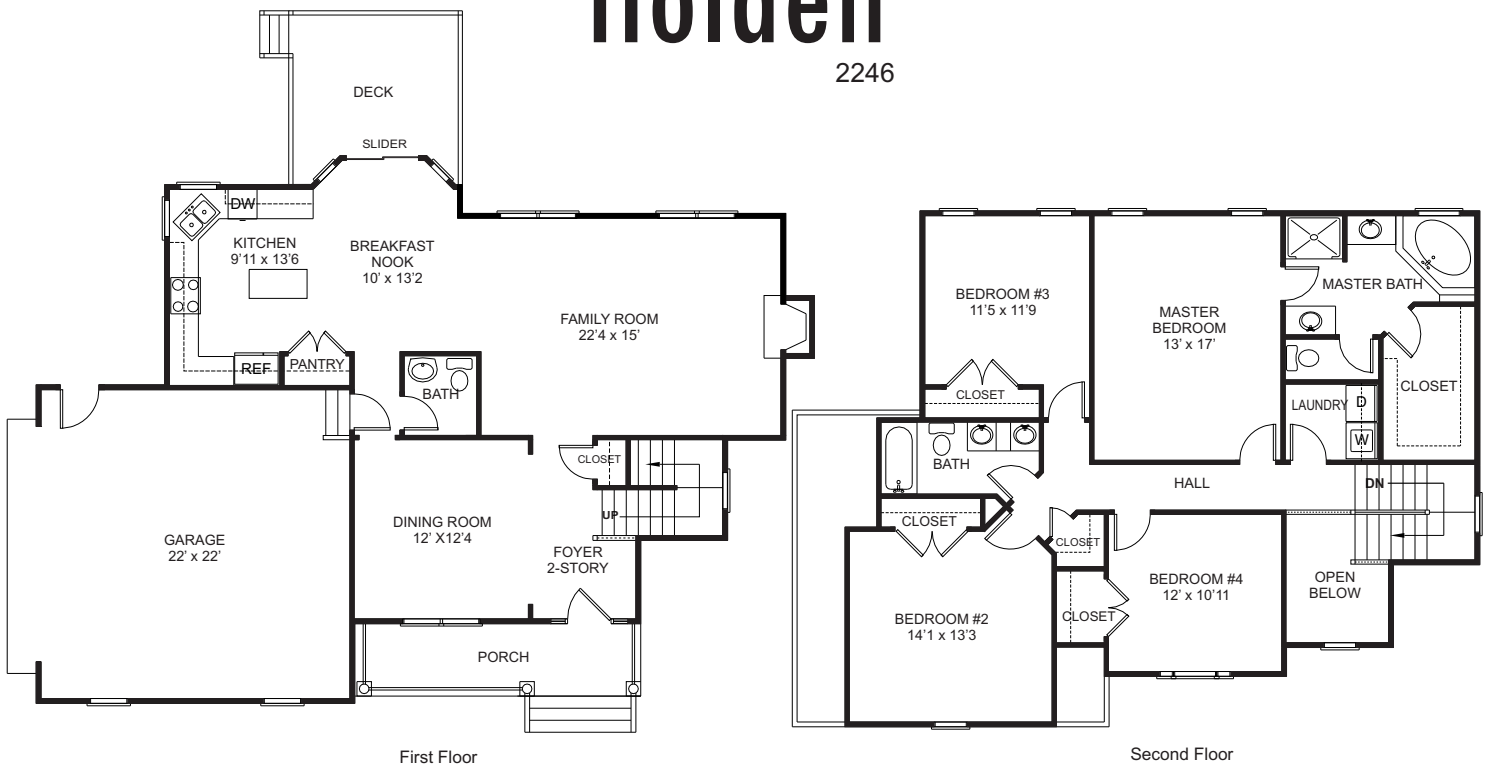 Holden
2246
DECK
SLIDER
DW
KITCHEN
9'11 x 13'6
BREAKFAST
NOOK
10' x 13'2
FAMILY ROOM
22'4 x 15'
REF
PANTRY
BATH
CLOSET
UP
GARAGE
22' x 22'
DINING ROOM
12' X12'4
FOYER
2-STORY
PORCH
First Floor
BEDROOM #3
11'5 x 11'9
MASTER
BEDROOM
13' x 17'
MASTER BATH
CLOSET
CLOSET
LAUNDRY
D
W
BATH
HALL
DN
CLOSET
CLOSET
BEDROOM #4
12' x 10'11
OPEN
BELOW
CLOSET
BEDROOM #2
14'1 x 13'3
Second Floor